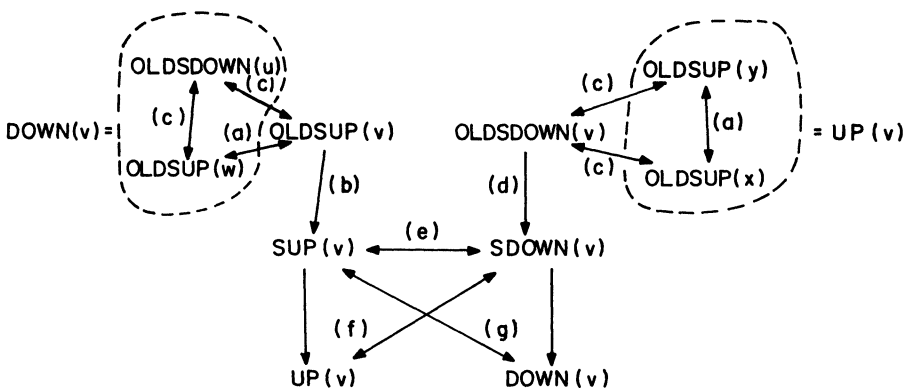 OLDSDOWN(u) (c) OLDSUP(y)
(c)
(c) (a)
DOWN(v)= (a) OLDSUP(v) OLDSDOWN(v) = UP(v)
OLDSUP(w) (c) OLDSUP(x)
(b) (d)
(e)
SUP(v) SDOWN(v)
(f) (g)
UP(v) DOWN(v)